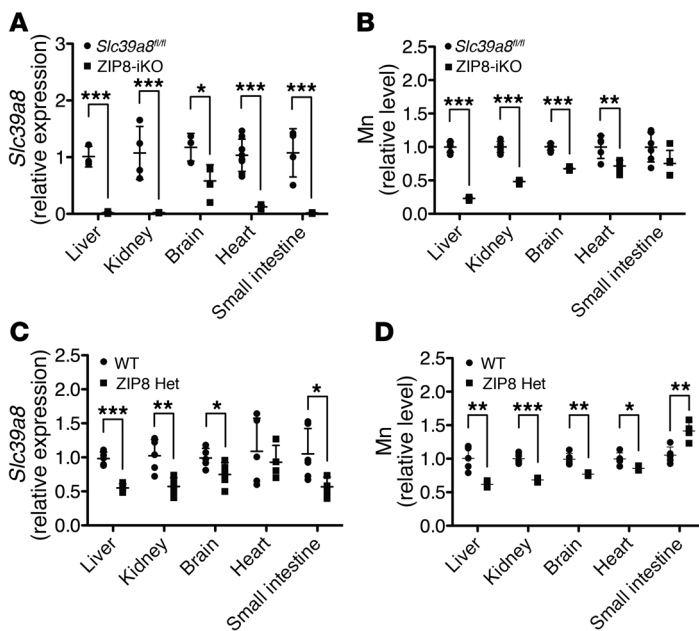 A
Slc39a8
(relative expression)
3
2
1
0
Slc39a8fl/fl
ZIP8-iKO
*** *** * *** ***
Liver
Kidney
Brain
Heart
Small intestine
B
Mn
(relative level)
2.5
2.0
1.5
1.0
0.5
0.0
Slc39a8fl/fl
ZIP8-iKO
*** *** *** **
Liver
Kidney
Brain
Heart
Small intestine
C
Slc39a8
(relative expression)
2.5
2.0
1.5
1.0
0.5
0.0
WT
ZIP8 Het
*** ** * *
Liver
Kidney
Brain
Heart
Small intestine
D
Mn
(relative level)
2.5
2.0
1.5
1.0
0.5
0.0
WT
ZIP8 Het
** *** ** * **
Liver
Kidney
Brain
Heart
Small intestine